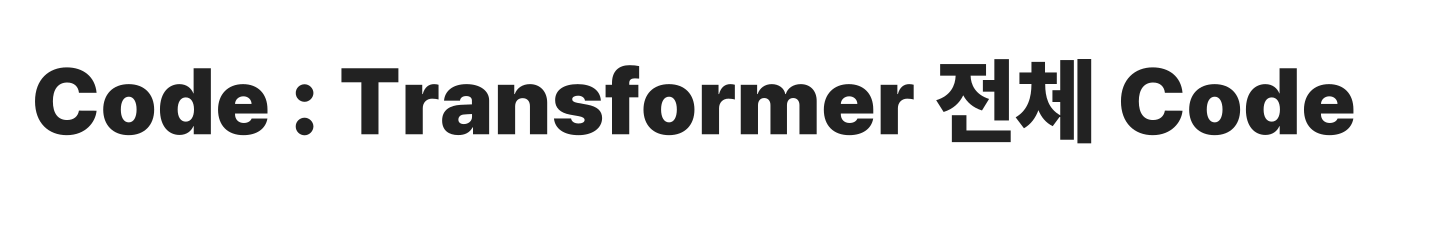 Code : Transformer 전체 Code